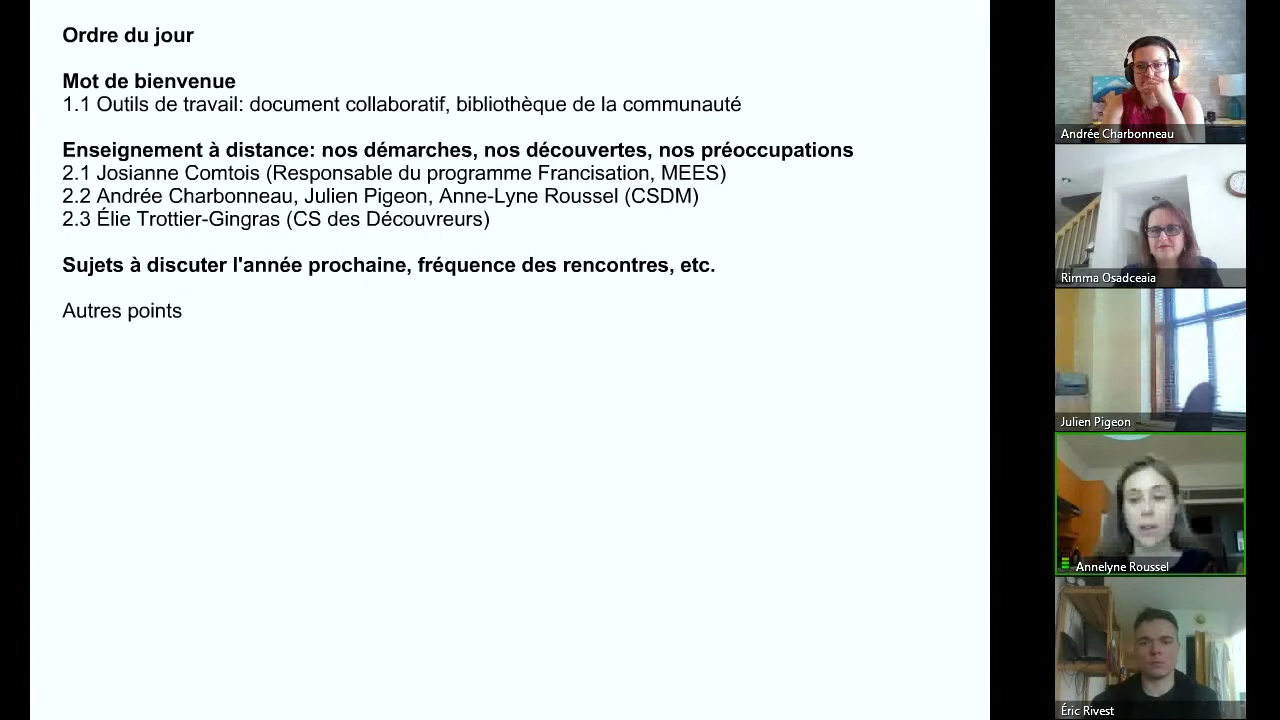 Ordre du jour
Mot de bienvenue
1.1 Outils de travail: document collaboratif, bibliothèque de la communauté
Enseignement à distance: nos démarches, nos découvertes, nos préoccupations
2.1 Josianne Comtois (Responsable du programme Francisation, MEES)
2.2 Andrée Charbonneau, Julien Pigeon, Anne-Lyne Roussel (CSDM)
2.3 Élie Trottier-Gingras (CS des Découvreurs)
Sujets à discuter l'année prochaine, fréquence des rencontres, etc.
Autres points
Andrée Charbonneau
Rimma Osadceaia
Julien Pigeon
Annelyne Roussel
Éric Rivest